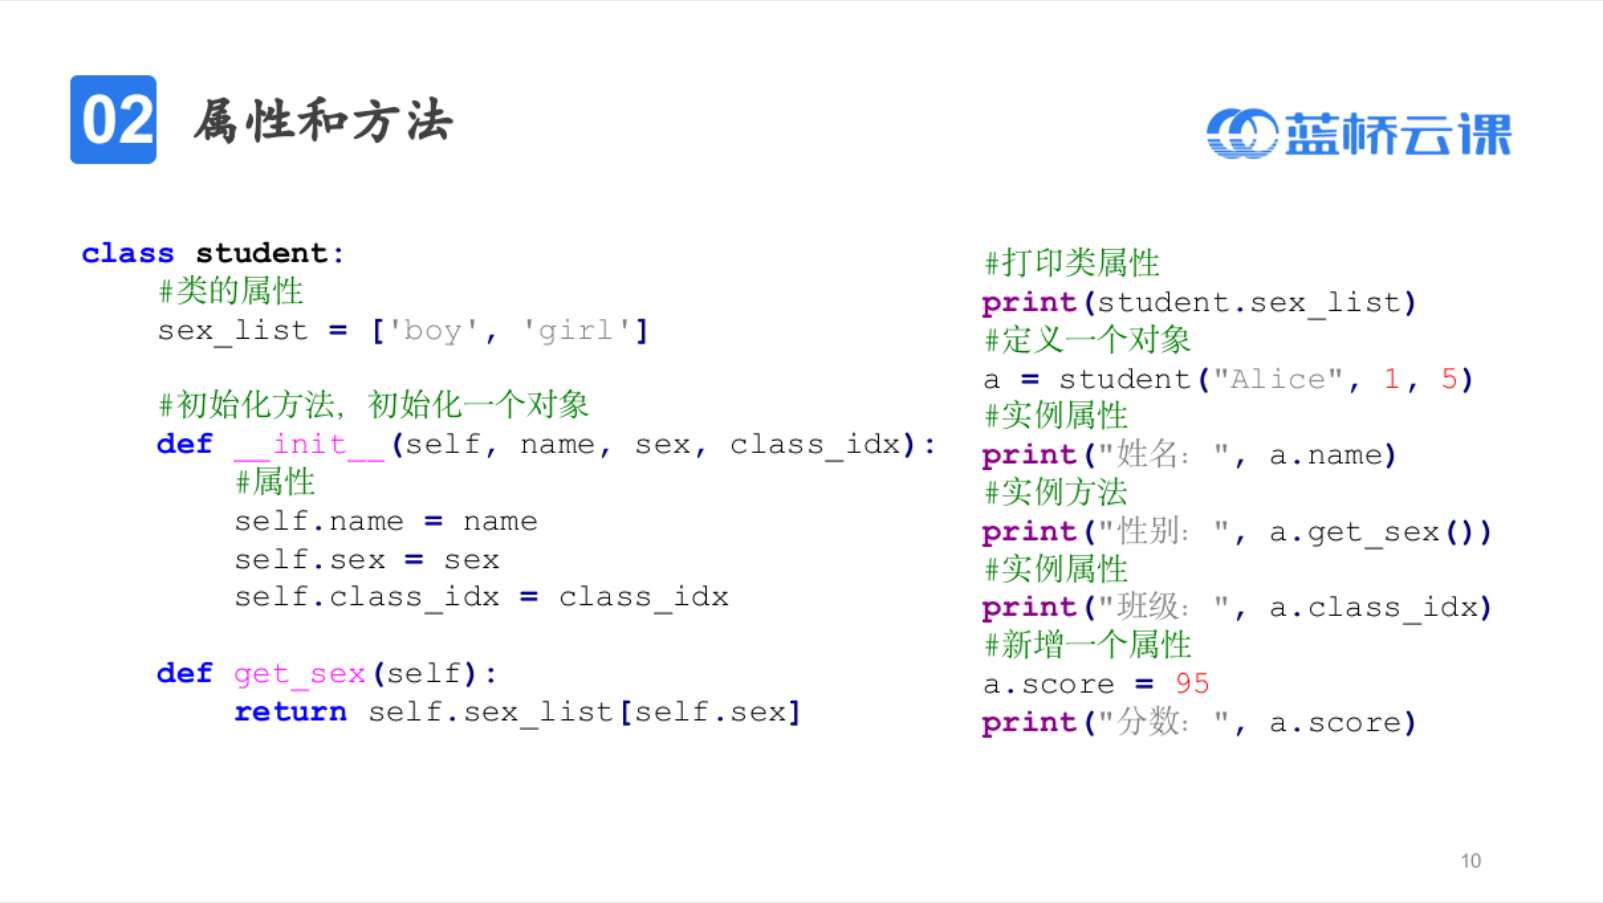 02 属性和方法
蓝桥云课
class student:
    #类的属性
    sex_list = ['boy', 'girl']

    #初始化方法，初始化一个对象
    def __init__(self, name, sex, class_idx):
        #属性
        self.name = name
        self.sex = sex
        self.class_idx = class_idx

    def get_sex(self):
        return self.sex_list[self.sex]
#打印类属性
print(student.sex_list)
#定义一个对象
a = student("Alice", 1, 5)
#实例属性
print("姓名：", a.name)
#实例方法
print("性别：", a.get_sex())
#实例属性
print("班级：", a.class_idx)
#新增一个属性
a.score = 95
print("分数：", a.score)
10